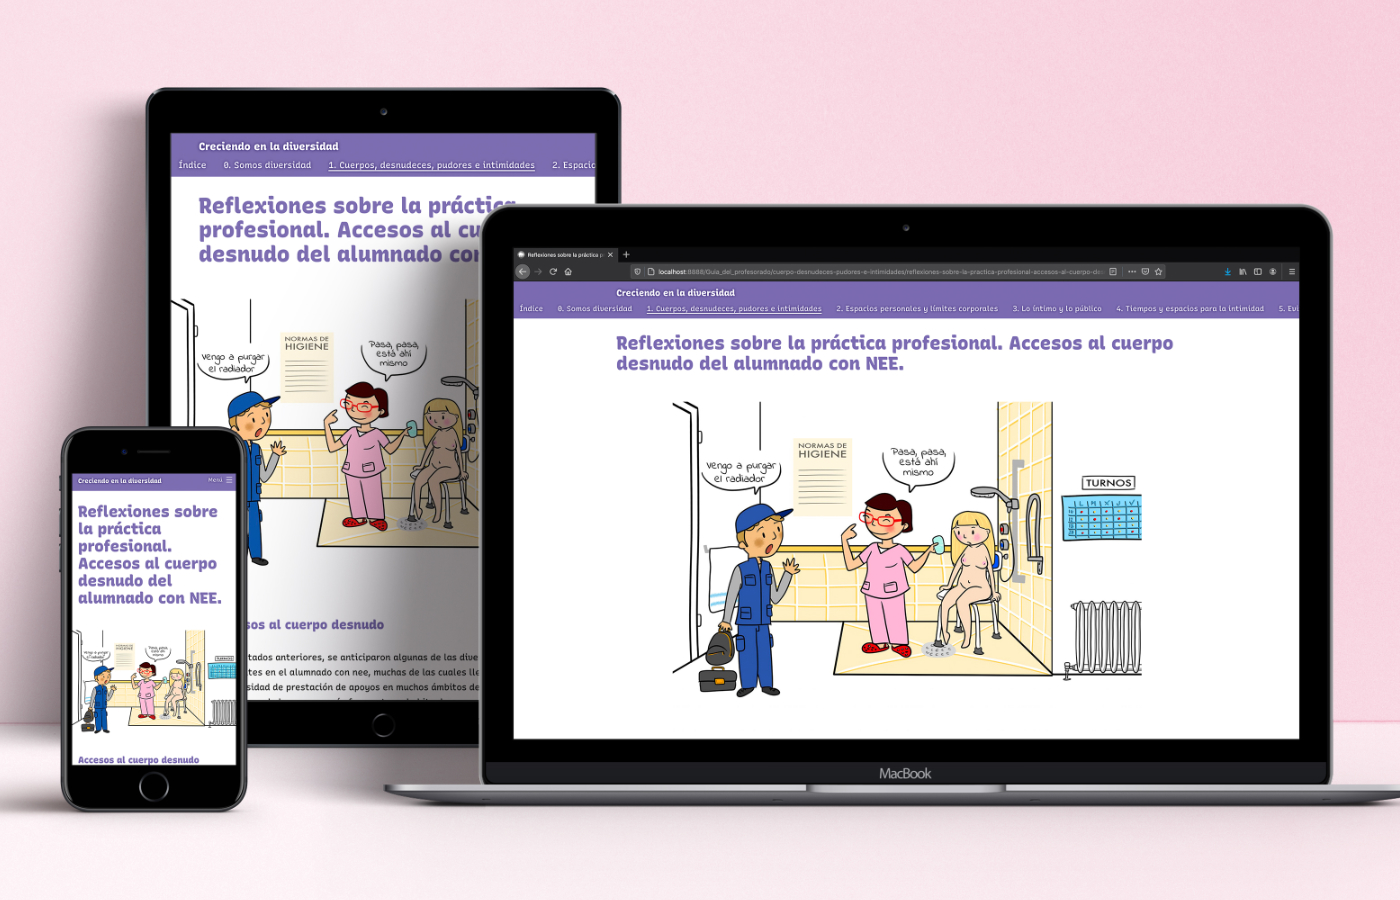 Creciendo en la diversidad
Índice 0. Somos diversidad 1. Cuerpos, desnudeces, pudores e intimidades 2. Espacio
Reflexiones sobre la práctica
profesional. Accesos al cu
desnudo del alumnado con
NORMAS DE
HIGIENE
Vengo a purgar
el radiador
Pasa, pasa,
está ahí
mismo
sos al cuerpo desnudo
tados anteriores, se anticiparon algunas de las dive
tes en el alumnado con nee, muchas de las cuales lle
sidad de prestación de apoyos en muchos ámbitos de
Creciendo en la diversidad Menú
Reflexiones sobre
la práctica
profesional.
Accesos al cuerpo
desnudo del
alumnado con NEE.
NORMAS DE
HIGIENE
Vengo a purgar
el radiador
Pasa, pasa,
está ahí
mismo
TURNOS
Accesos al cuerpo desnudo
Reflexiones sobre la práctica p
localhost:8888/Guia_del_profesorado/cuerpo-desnudeces-pudores-e-intimidades/reflexiones-sobre-la-practica-profesional-accesos-al-cuerpo-de
Creciendo en la diversidad
Índice 0. Somos diversidad 1. Cuerpos, desnudeces, pudores e intimidades 2. Espacios personales y límites corporales 3. Lo íntimo y lo público 4. Tiempos y espacios para la intimidad 5. Evi
Reflexiones sobre la práctica profesional. Accesos al cuerpo
desnudo del alumnado con NEE.
NORMAS DE
HIGIENE
Vengo a purgar
el radiador
Pasa, pasa,
está ahí
mismo
TURNOS
L M X J V
MacBook